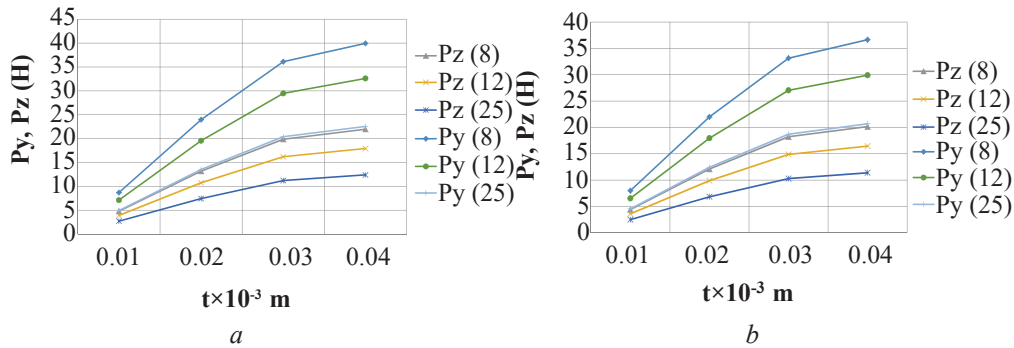 Py, Pz (H)
45
40
35
30
25
20
15
10
5
0
0.01 0.02 0.03 0.04
t×10⁻³ m
Pz (8)
Pz (12)
Pz (25)
Py (8)
Py (12)
Py (25)
a
Py, Pz (H)
40
35
30
25
20
15
10
5
0
0.01 0.02 0.03 0.04
t×10⁻³ m
Pz (8)
Pz (12)
Pz (25)
Py (8)
Py (12)
Py (25)
b